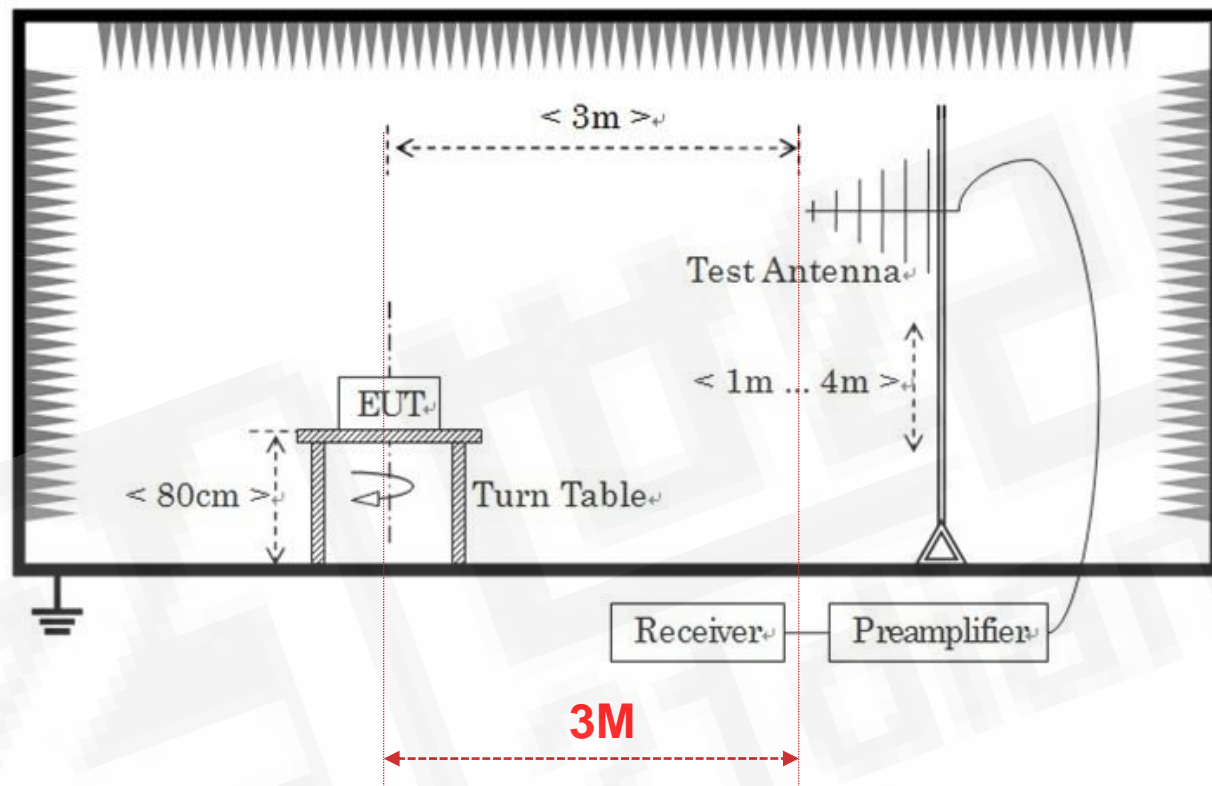 < 3m >
Test Antenna
< 1m ... 4m >
EUT
< 80cm >
Turn Table
Receiver
Preamplifier
3M